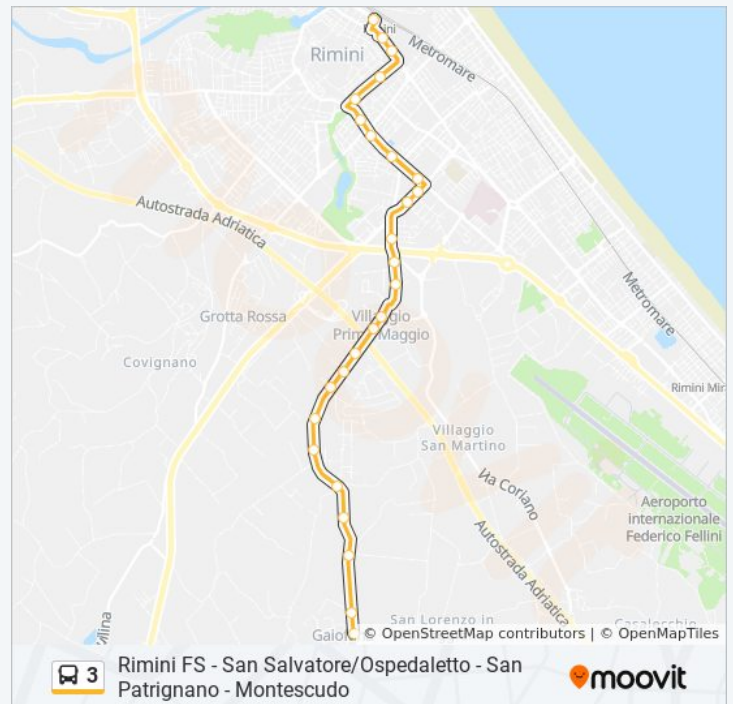 Rimini
Metromare
Autostrada Adriatica
Metromare
Grotta Rossa
Villaggio
Primo Maggio
Covignano
Rimini Mir
Villaggio
San Martino
Via Coriano
Aeroporto
internazionale
Federico Fellini
Autostrada Adriatica
San Lorenzo in
Casalecchio
Gaiof
© OpenStreetMap contributors | © OpenMapTiles
3
Rimini FS - San Salvatore/Ospedaletto - San
Patrignano - Montescudo
moovit